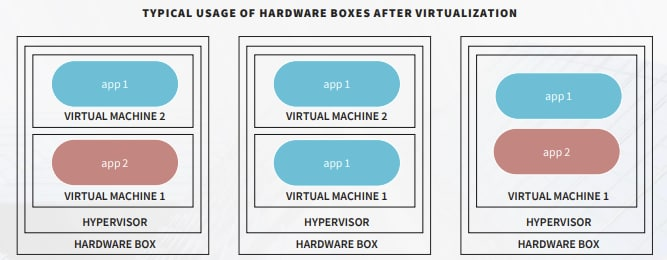 TYPICAL USAGE OF HARDWARE BOXES AFTER VIRTUALIZATION
app 1
VIRTUAL MACHINE 2
app 2
VIRTUAL MACHINE 1
HYPERVISOR
HARDWARE BOX
app 1
VIRTUAL MACHINE 2
app 1
VIRTUAL MACHINE 1
HYPERVISOR
HARDWARE BOX
app 1
app 2
VIRTUAL MACHINE 1
HYPERVISOR
HARDWARE BOX